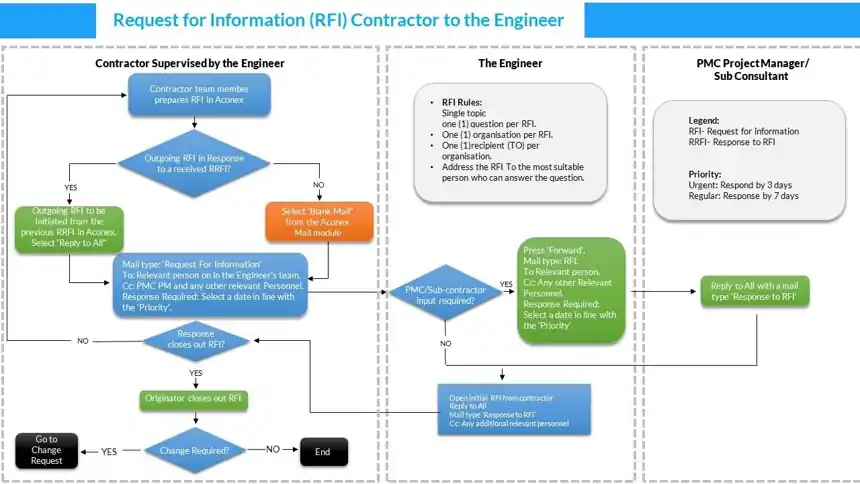 Request for Information (RFI) Contractor to the Engineer
Contractor Supervised by the Engineer
Contractor team member
prepares RFI in Aconex
Outgoing RFI in Response
to a received RRFI?
YES
NO
Outgoing RFI to be
Initiated from the
previous RRFI in Aconex.
Select "Reply to All"
Select 'Blank Mail'
from the Aconex
Mail module
Mail type: 'Request For Information'
To: Relevant person on in the Engineer's team.
Cc: PMC PM and any other relevant Personnel.
Response Required: Select a date in line with
the 'Priority'.
Response
closes out RFI?
NO
YES
Originator closes out RFI
Change Required?
YES
NO
Go to
Change
Request
End
The Engineer
• RFI Rules:
Single topic
one (1) question per RFI.
• One (1) organisation per RFI.
• One (1)recipient (TO) per
organisation.
• Address the RFI To the most suitable
person who can answer the question.
PMC/Sub-contractor
input required?
YES
NO
Press 'Forward'.
Mail type: RFI.
To Relevant person.
Cc: Any other Relevant
Personnel.
Response Required:
Select a date in line with
the 'Priority'.
Open initial RFI from contractor
Reply to All
Mail type 'Response to RFI'
Cc: Any additional relevant personnel
PMC Project Manager/
Sub Consultant
Legend:
RFI- Request for information
RRFI- Response to RFI
Priority:
Urgent: Respond by 3 days
Regular: Response by 7 days
Reply to All with a mail
type 'Response to RFI'